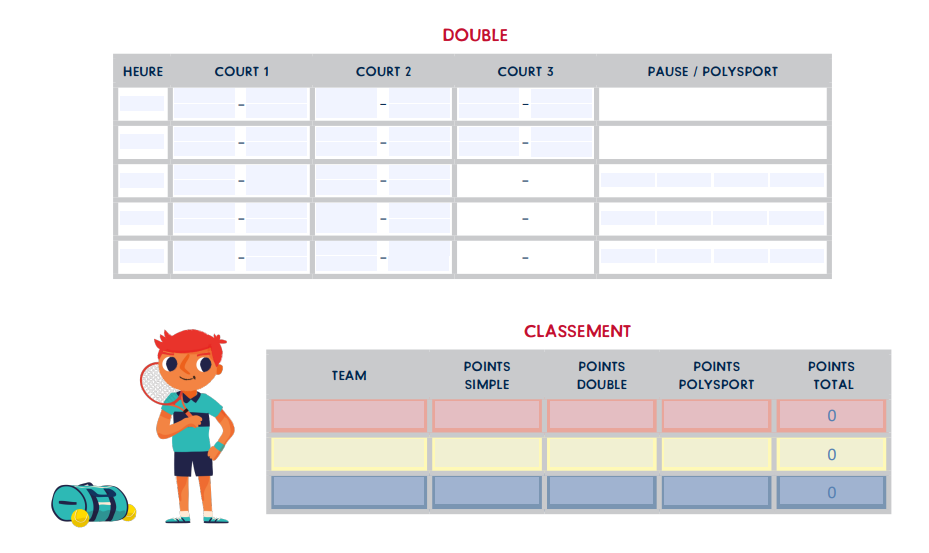 DOUBLE
HEURE COURT 1 COURT 2 COURT 3 PAUSE / POLYSPORT
- - -
- - -
- - -
- - -
- - -
CLASSEMENT
TEAM POINTS SIMPLE POINTS DOUBLE POINTS POLYSPORT POINTS TOTAL
0
0
0